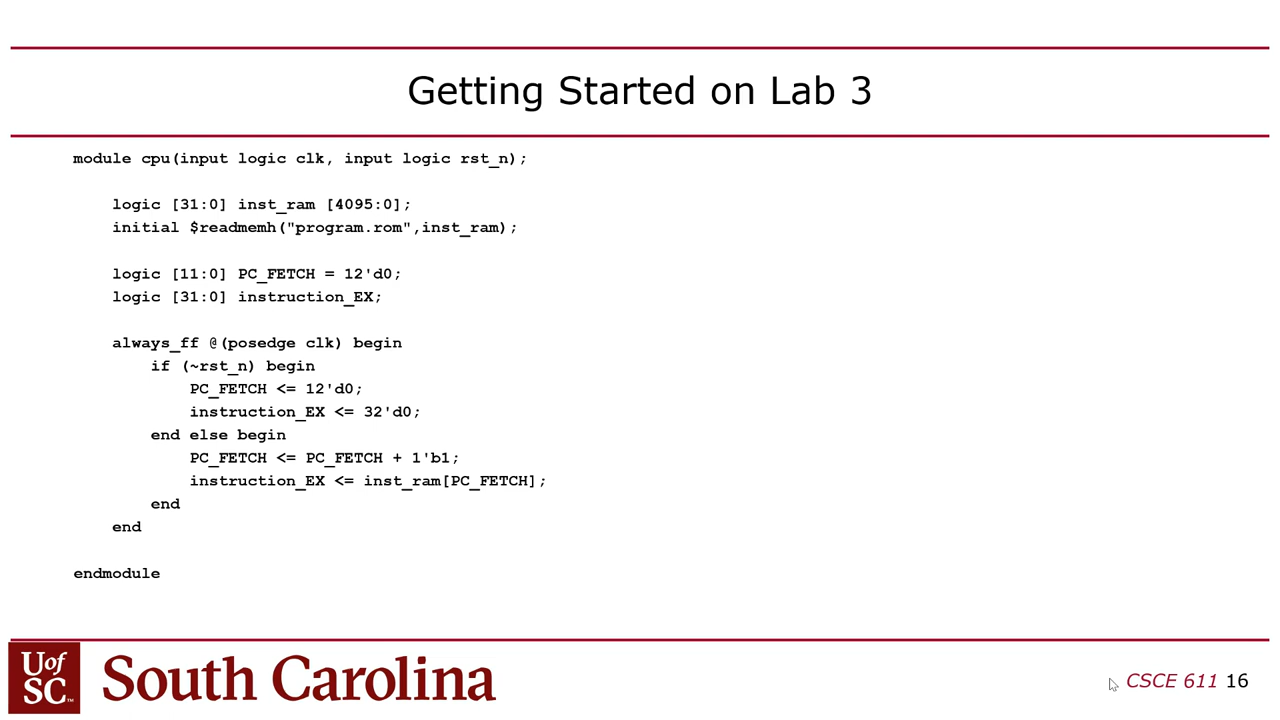 Getting Started on Lab 3
module cpu(input logic clk, input logic rst_n);
logic [31:0] inst_ram [4095:0];
initial $readmemh("program.rom",inst_ram);
logic [11:0] PC_FETCH = 12'd0;
logic [31:0] instruction_EX;
always_ff @(posedge clk) begin
if (~rst_n) begin
PC_FETCH <= 12'd0;
instruction_EX <= 32'd0;
end else begin
PC_FETCH <= PC_FETCH + 1'b1;
instruction_EX <= inst_ram[PC_FETCH];
end
end
endmodule
UofSC™
South Carolina
CSCE 611 16